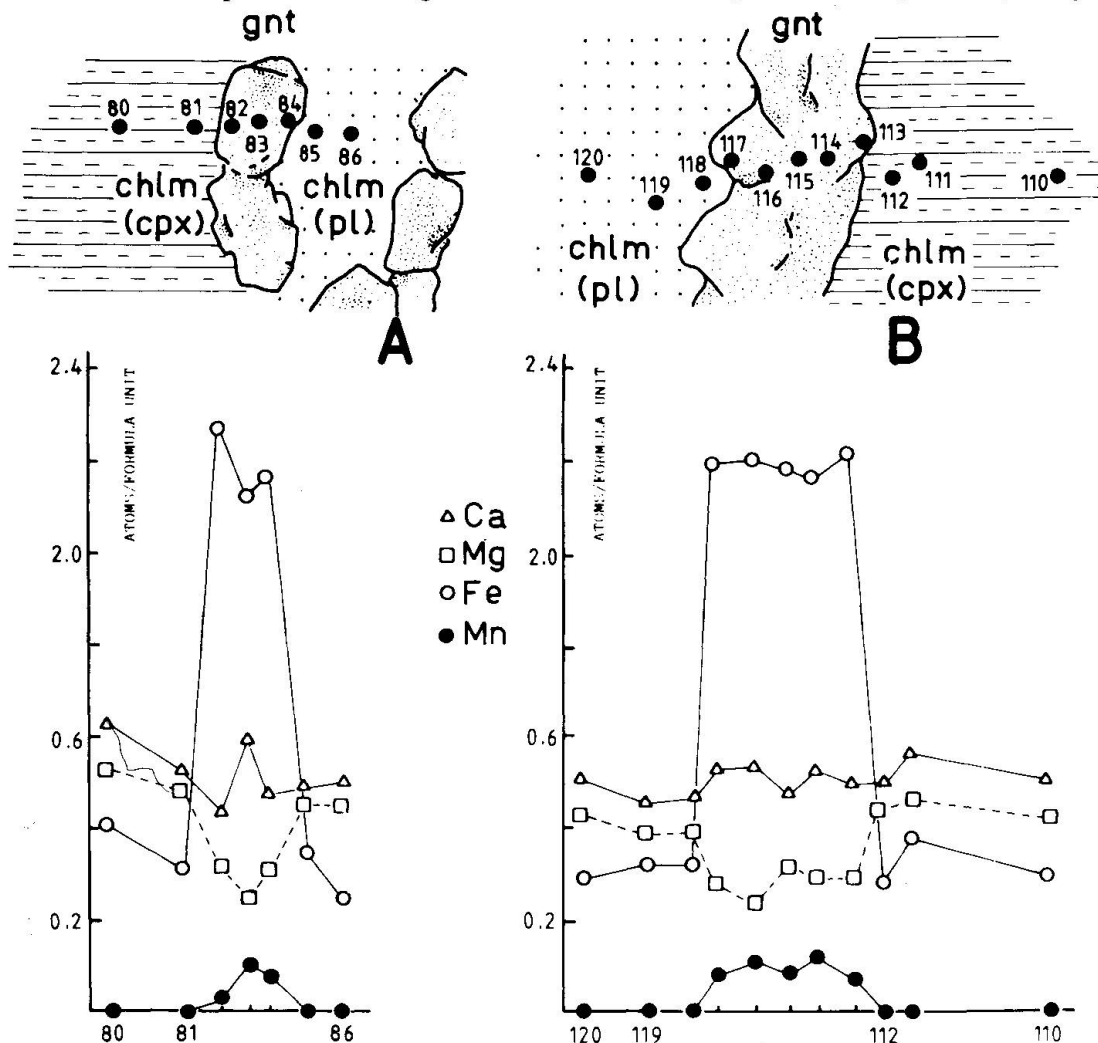 gnt
80 81 82 84
83 85 86
chlm chlm
(cpx) (pl)
A
gnt
113
117 114
120 118 115 111
119 116 112 110
chlm chlm
(pl) (cpx)
B
2.4
ATOMS/FORMULA UNIT
2.0
0.6
0.2
80 81 86
Ca
Mg
Fe
Mn
2.4
ATOMS/FORMULA UNIT
2.0
0.6
0.2
120 119 112 110